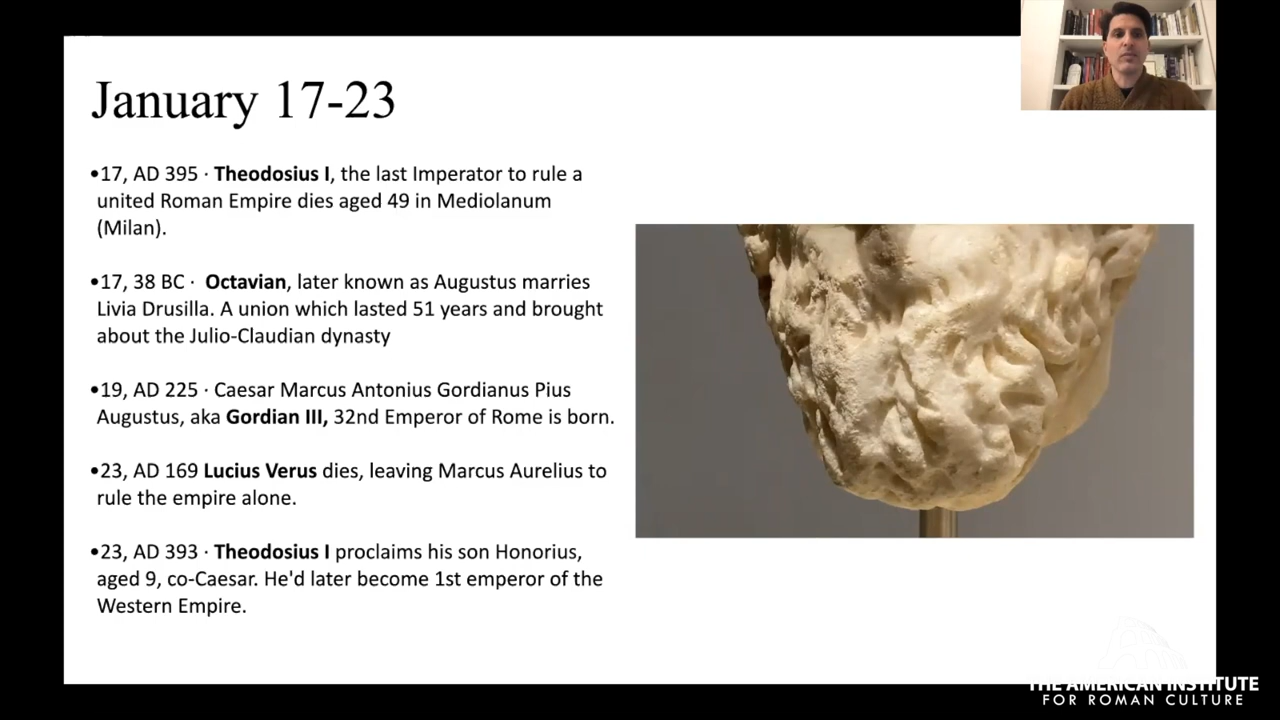 January 17-23
•17, AD 395 · Theodosius I, the last Imperator to rule a
united Roman Empire dies aged 49 in Mediolanum
(Milan).
•17, 38 BC · Octavian, later known as Augustus marries
Livia Drusilla. A union which lasted 51 years and brought
about the Julio-Claudian dynasty
•19, AD 225 · Caesar Marcus Antonius Gordianus Pius
Augustus, aka Gordian III, 32nd Emperor of Rome is born.
•23, AD 169 Lucius Verus dies, leaving Marcus Aurelius to
rule the empire alone.
•23, AD 393 · Theodosius I proclaims his son Honorius,
aged 9, co-Caesar. He'd later become 1st emperor of the
Western Empire.
THE AMERICAN INSTITUTE
FOR ROMAN CULTURE